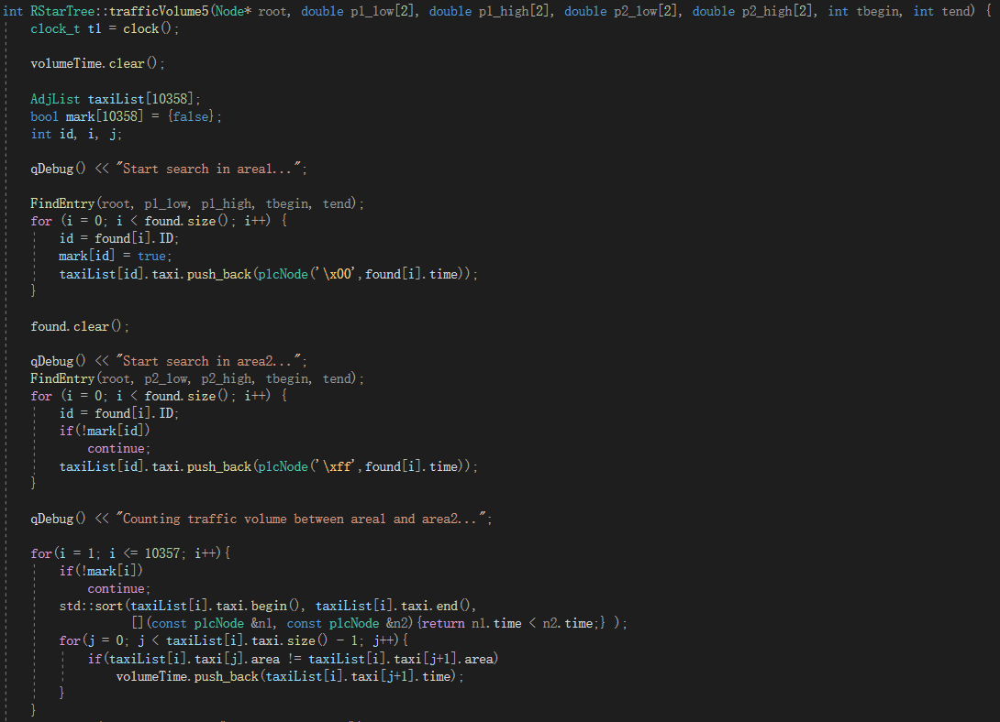 int RStarTree::trafficVolume5(Node* root, double p1_low[2], double p1_high[2], double p2_low[2], double p2_high[2], int tbegin, int tend) {
clock_t t1 = clock();
volumeTime.clear();
AdjList taxiList[10358];
bool mark[10358] = {false};
int id, i, j;
qDebug() << "Start search in area1...";
FindEntry(root, p1_low, p1_high, tbegin, tend);
for (i = 0; i < found.size(); i++) {
id = found[i].ID;
mark[id] = true;
taxiList[id].taxi.push_back(plcNode('\x00',found[i].time));
}
found.clear();
qDebug() << "Start search in area2...";
FindEntry(root, p2_low, p2_high, tbegin, tend);
for (i = 0; i < found.size(); i++) {
id = found[i].ID;
if(!mark[id])
continue;
taxiList[id].taxi.push_back(plcNode('\xff',found[i].time));
}
qDebug() << "Counting traffic volume between area1 and area2...";
for(i = 1; i <= 10357; i++){
if(!mark[i])
continue;
std::sort(taxiList[i].taxi.begin(), taxiList[i].taxi.end(),
[](const plcNode &n1, const plcNode &n2){return n1.time < n2.time;} );
for(j = 0; j < taxiList[i].taxi.size() - 1; j++){
if(taxiList[i].taxi[j].area != taxiList[i].taxi[j+1].area)
volumeTime.push_back(taxiList[i].taxi[j+1].time);
}
}